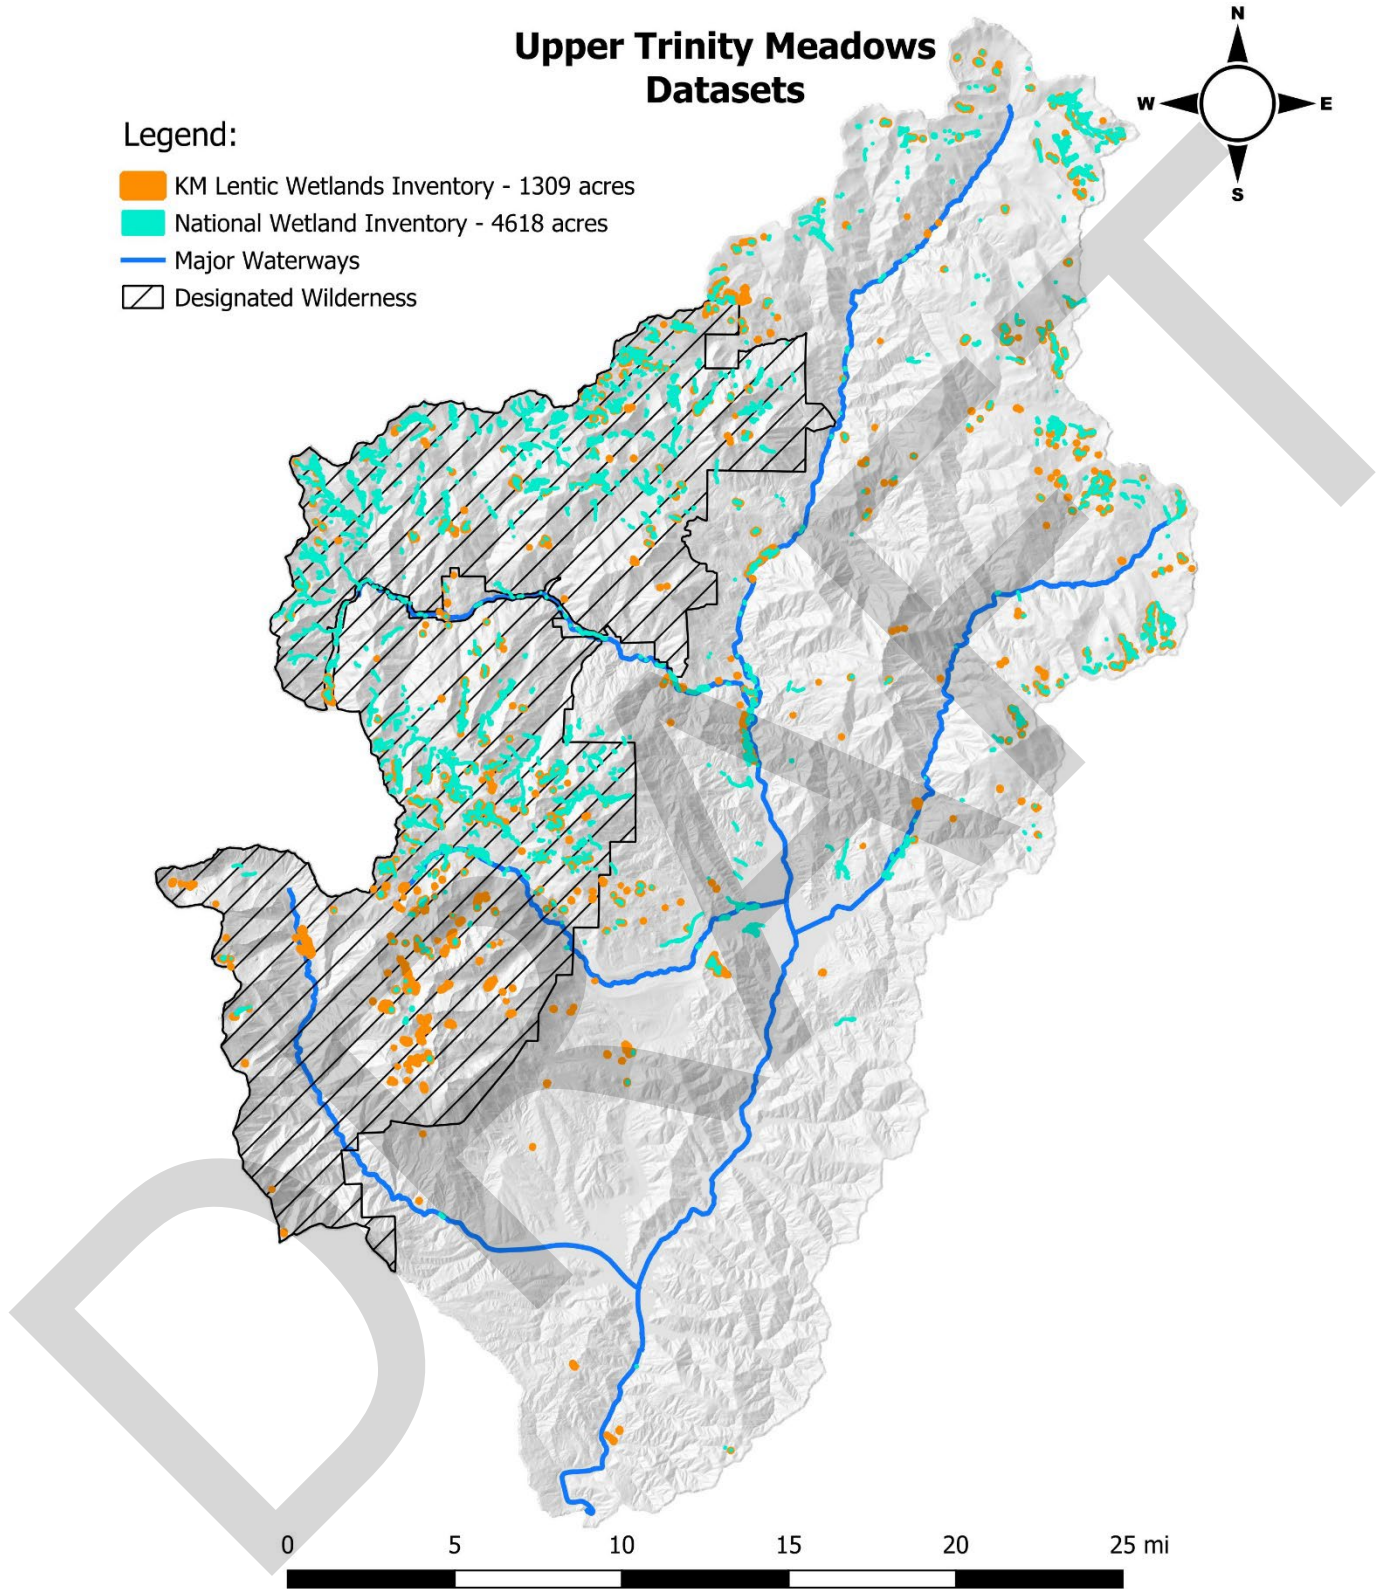 Upper Trinity Meadows
Datasets
N
W
E
S
Legend:
KM Lentic Wetlands Inventory - 1309 acres
National Wetland Inventory - 4618 acres
Major Waterways
Designated Wilderness
DRAFT
0 5 10 15 20 25 mi